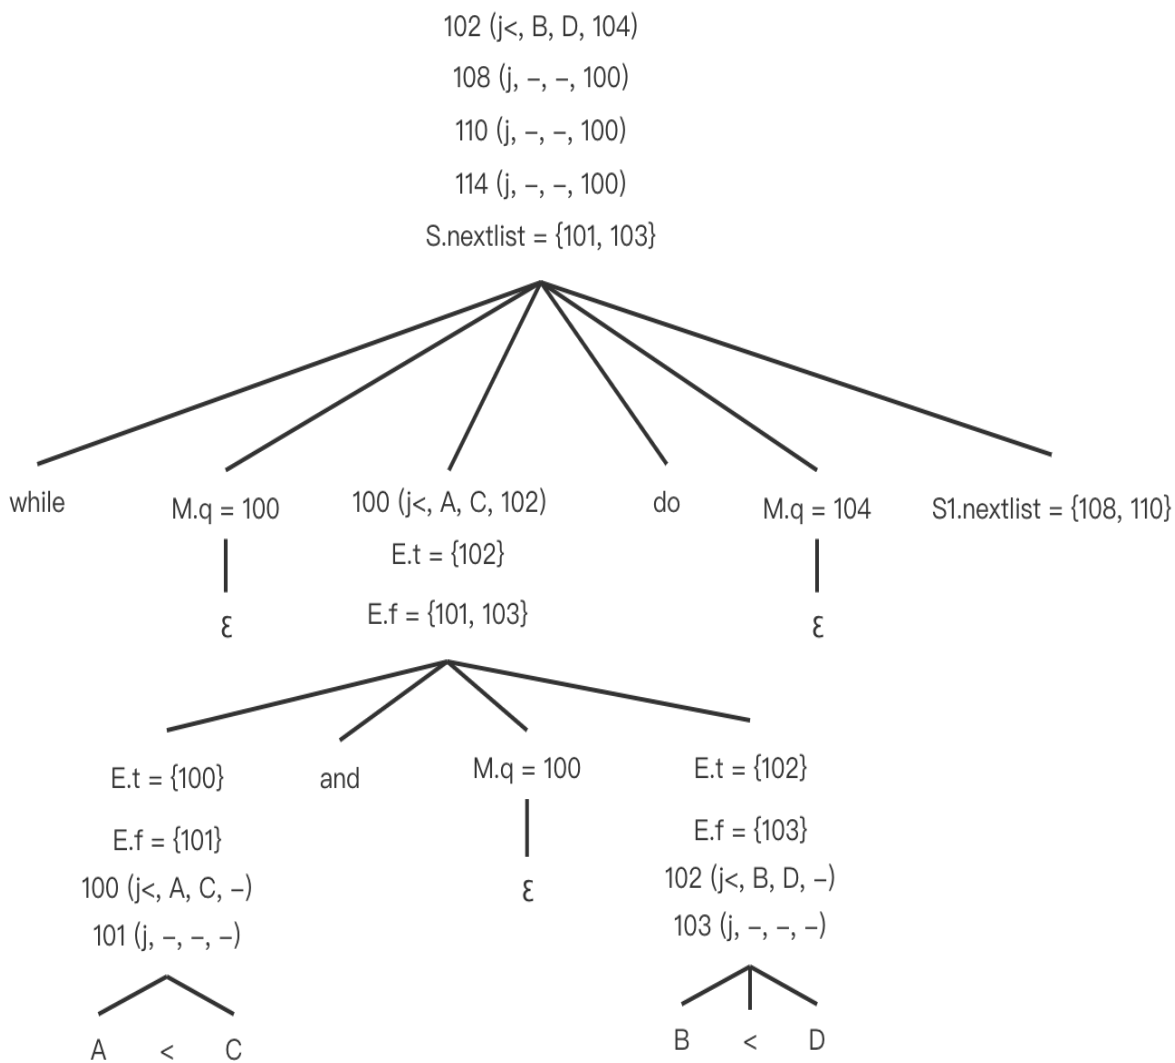 102 (j<, B, D, 104)
108 (j, –, –, 100)
110 (j, –, –, 100)
114 (j, –, –, 100)
S.nextlist = {101, 103}
while
M.q = 100
100 (j<, A, C, 102)
do
M.q = 104
S1.nextlist = {108, 110}
E.t = {102}
E.f = {101, 103}
ε
ε
E.t = {100}
and
M.q = 100
E.t = {102}
E.f = {101}
E.f = {103}
100 (j<, A, C, –)
ε
102 (j<, B, D, –)
101 (j, –, –, –)
103 (j, –, –, –)
A < C
B < D